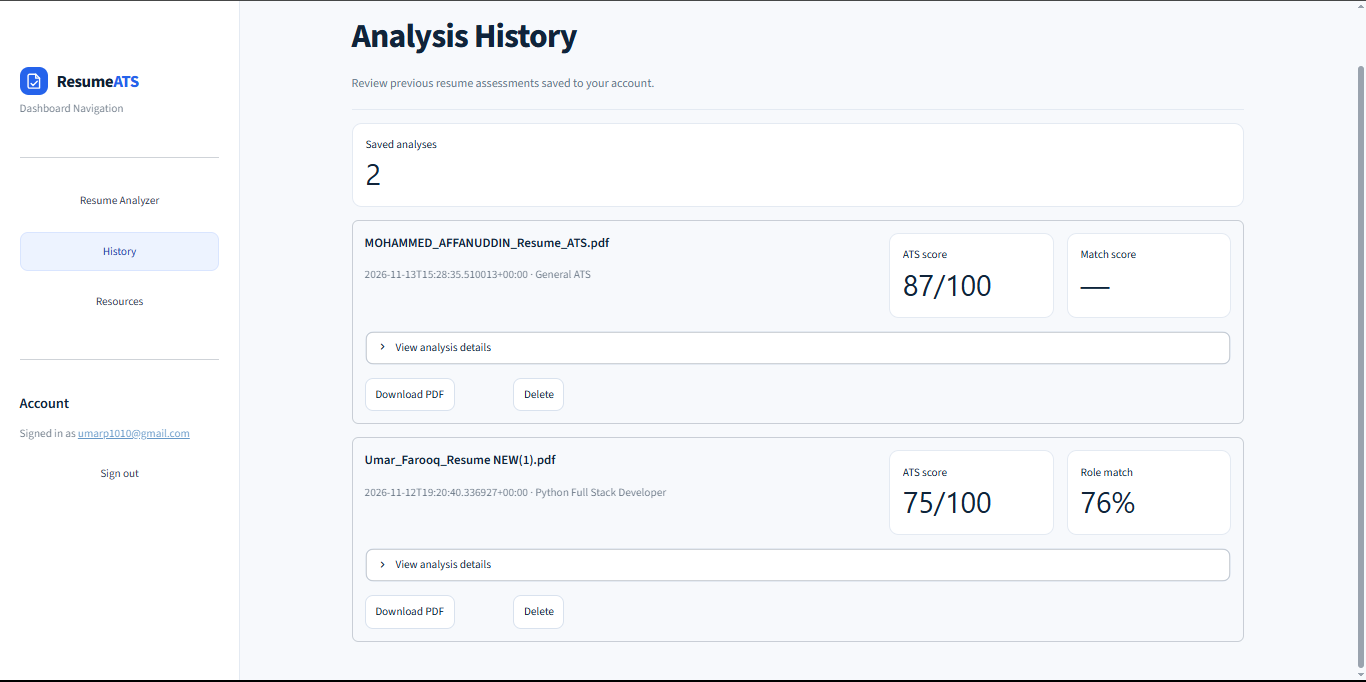 ResumeATS
Dashboard Navigation
Resume Analyzer
History
Resources
Account
Signed in as umarp1010@gmail.com
Sign out
Analysis History
Review previous resume assessments saved to your account.
Saved analyses
2
MOHAMMED_AFFANUDDIN_Resume_ATS.pdf
2026-11-13T15:28:35.510013+00:00 · General ATS
ATS score
87/100
Match score
—
View analysis details
Download PDF
Delete
Umar_Farooq_Resume NEW(1).pdf
2026-11-12T19:20:40.336927+00:00 · Python Full Stack Developer
ATS score
75/100
Role match
76%
View analysis details
Download PDF
Delete